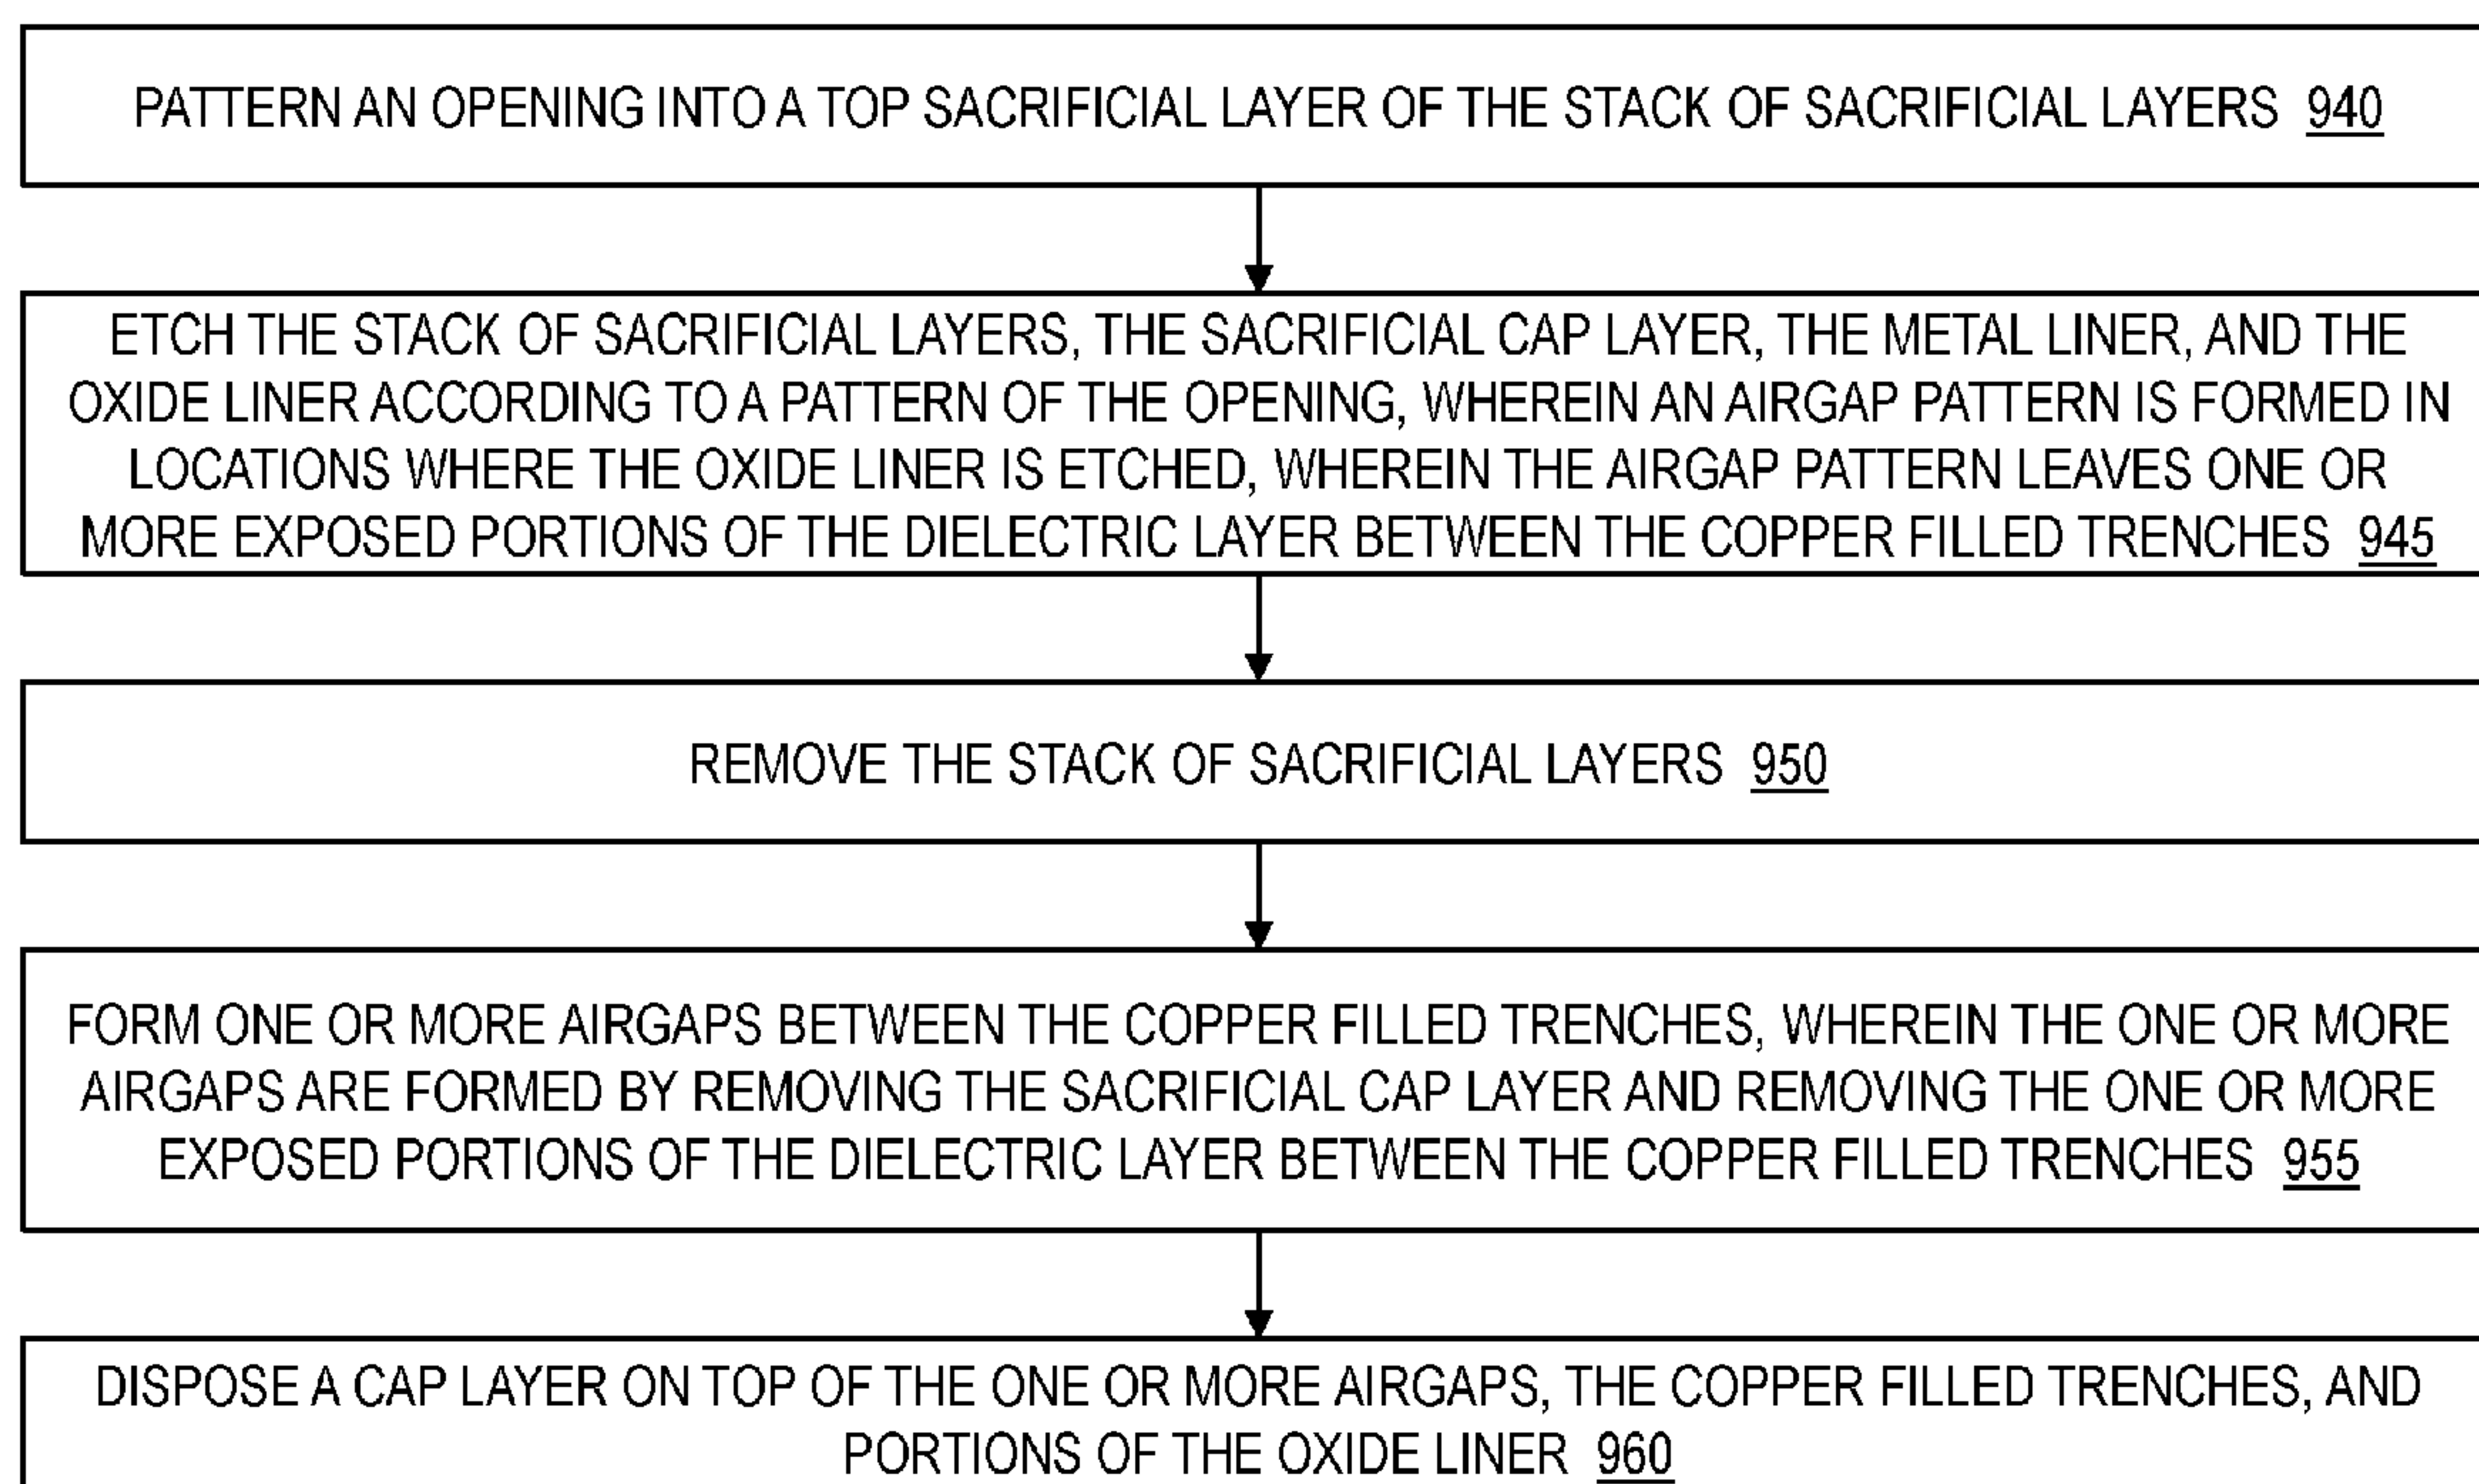 PATTERN AN OPENING INTO A TOP SACRIFICIAL LAYER OF THE STACK OF SACRIFICIAL LAYERS 940
ETCH THE STACK OF SACRIFICIAL LAYERS, THE SACRIFICIAL CAP LAYER, THE METAL LINER, AND THE
OXIDE LINER ACCORDING TO A PATTERN OF THE OPENING, WHEREIN AN AIRGAP PATTERN IS FORMED IN
LOCATIONS WHERE THE OXIDE LINER IS ETCHED, WHEREIN THE AIRGAP PATTERN LEAVES ONE OR
MORE EXPOSED PORTIONS OF THE DIELECTRIC LAYER BETWEEN THE COPPER FILLED TRENCHES 945
REMOVE THE STACK OF SACRIFICIAL LAYERS 950
FORM ONE OR MORE AIRGAPS BETWEEN THE COPPER FILLED TRENCHES, WHEREIN THE ONE OR MORE
AIRGAPS ARE FORMED BY REMOVING THE SACRIFICIAL CAP LAYER AND REMOVING THE ONE OR MORE
EXPOSED PORTIONS OF THE DIELECTRIC LAYER BETWEEN THE COPPER FILLED TRENCHES 955
DISPOSE A CAP LAYER ON TOP OF THE ONE OR MORE AIRGAPS, THE COPPER FILLED TRENCHES, AND
PORTIONS OF THE OXIDE LINER 960